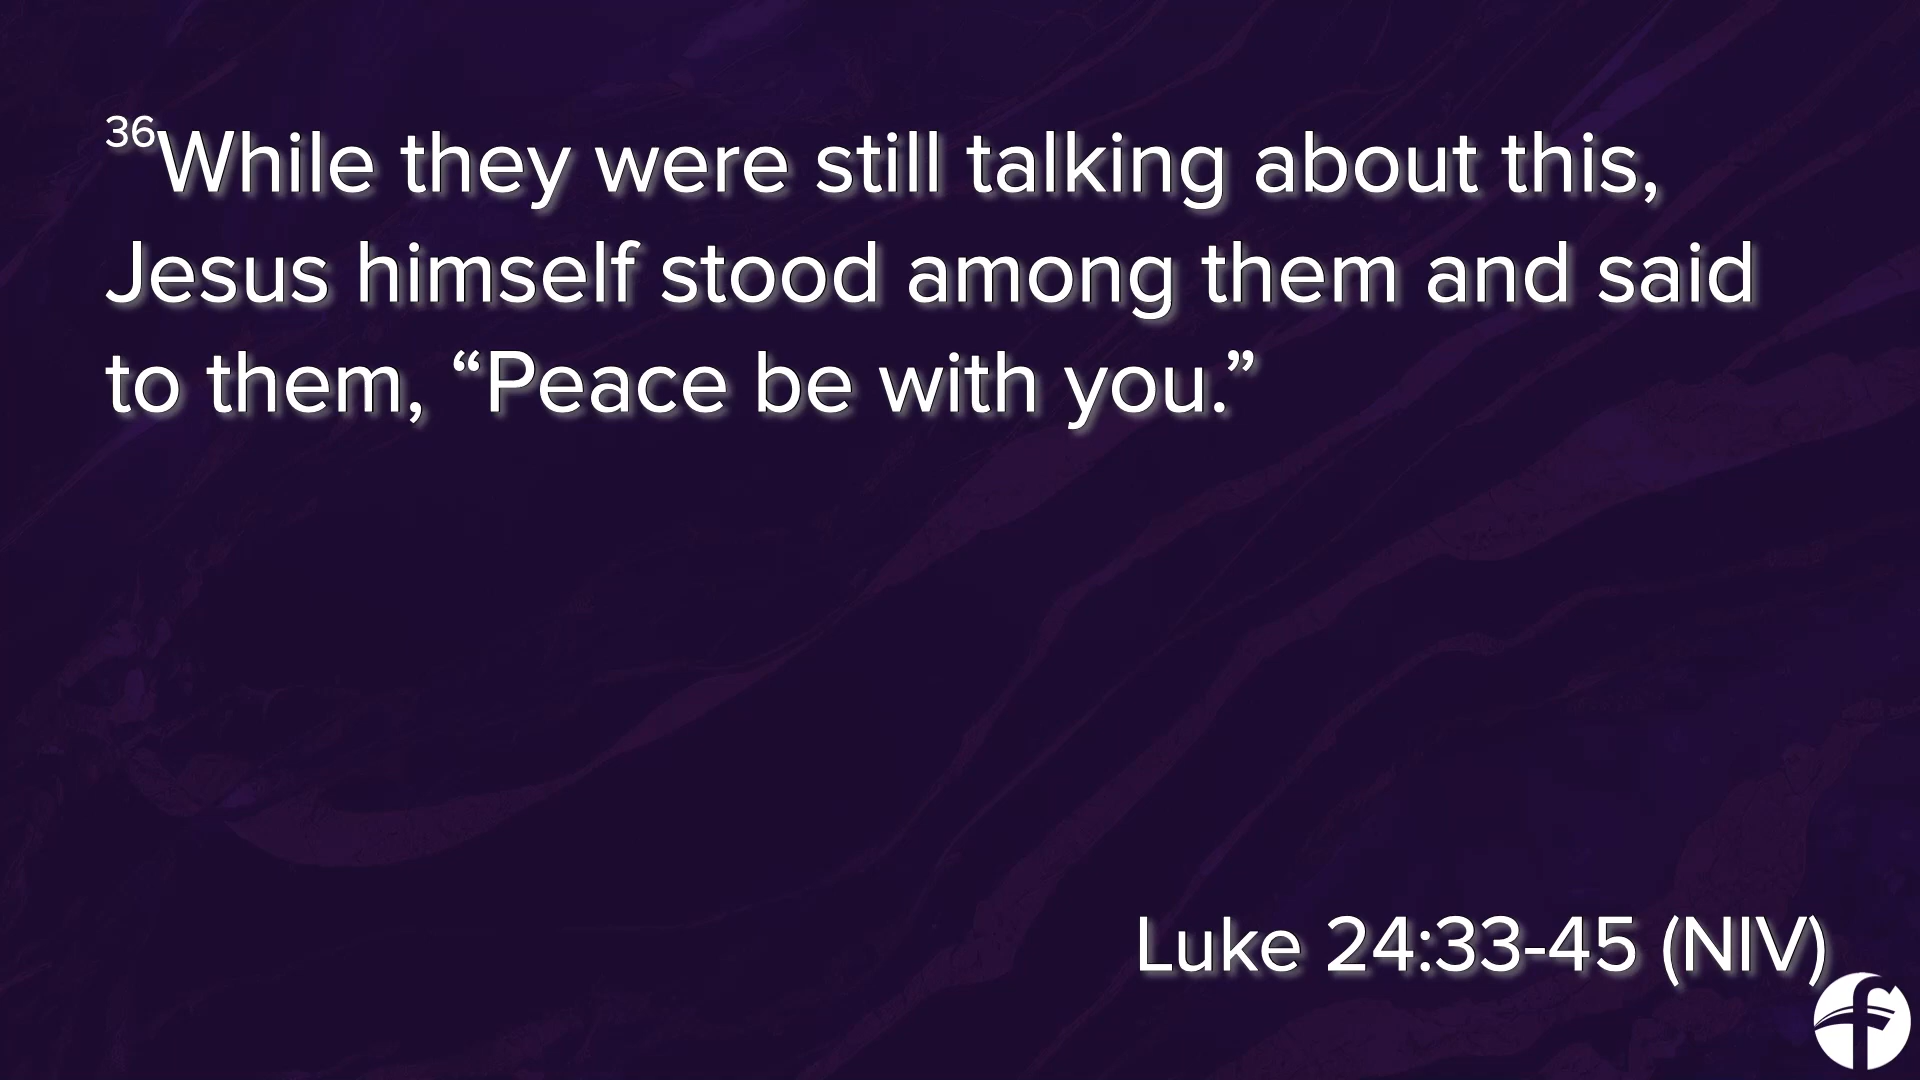 36While they were still talking about this,
Jesus himself stood among them and said
to them, “Peace be with you.”
Luke 24:33-45 (NIV)